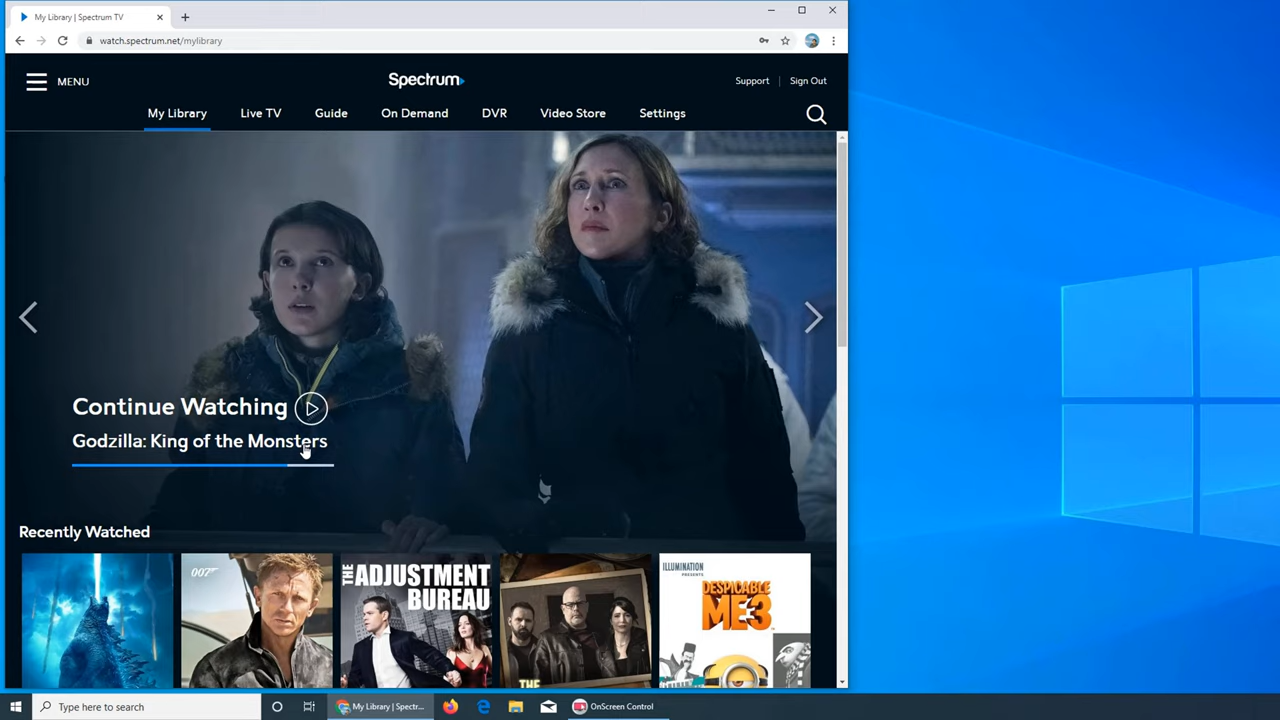 My Library | Spectrum TV
watch.spectrum.net/mylibrary
MENU
Spectrum
Support | Sign Out
My Library Live TV Guide On Demand DVR Video Store Settings
Continue Watching
Godzilla: King of the Monsters
Recently Watched
007
THE ADJUSTMENT
BUREAU
THE
ILLUMINATION
PRESENTS
DESPICABLE
ME3
Type here to search
My Library | Spectr...
OnScreen Control